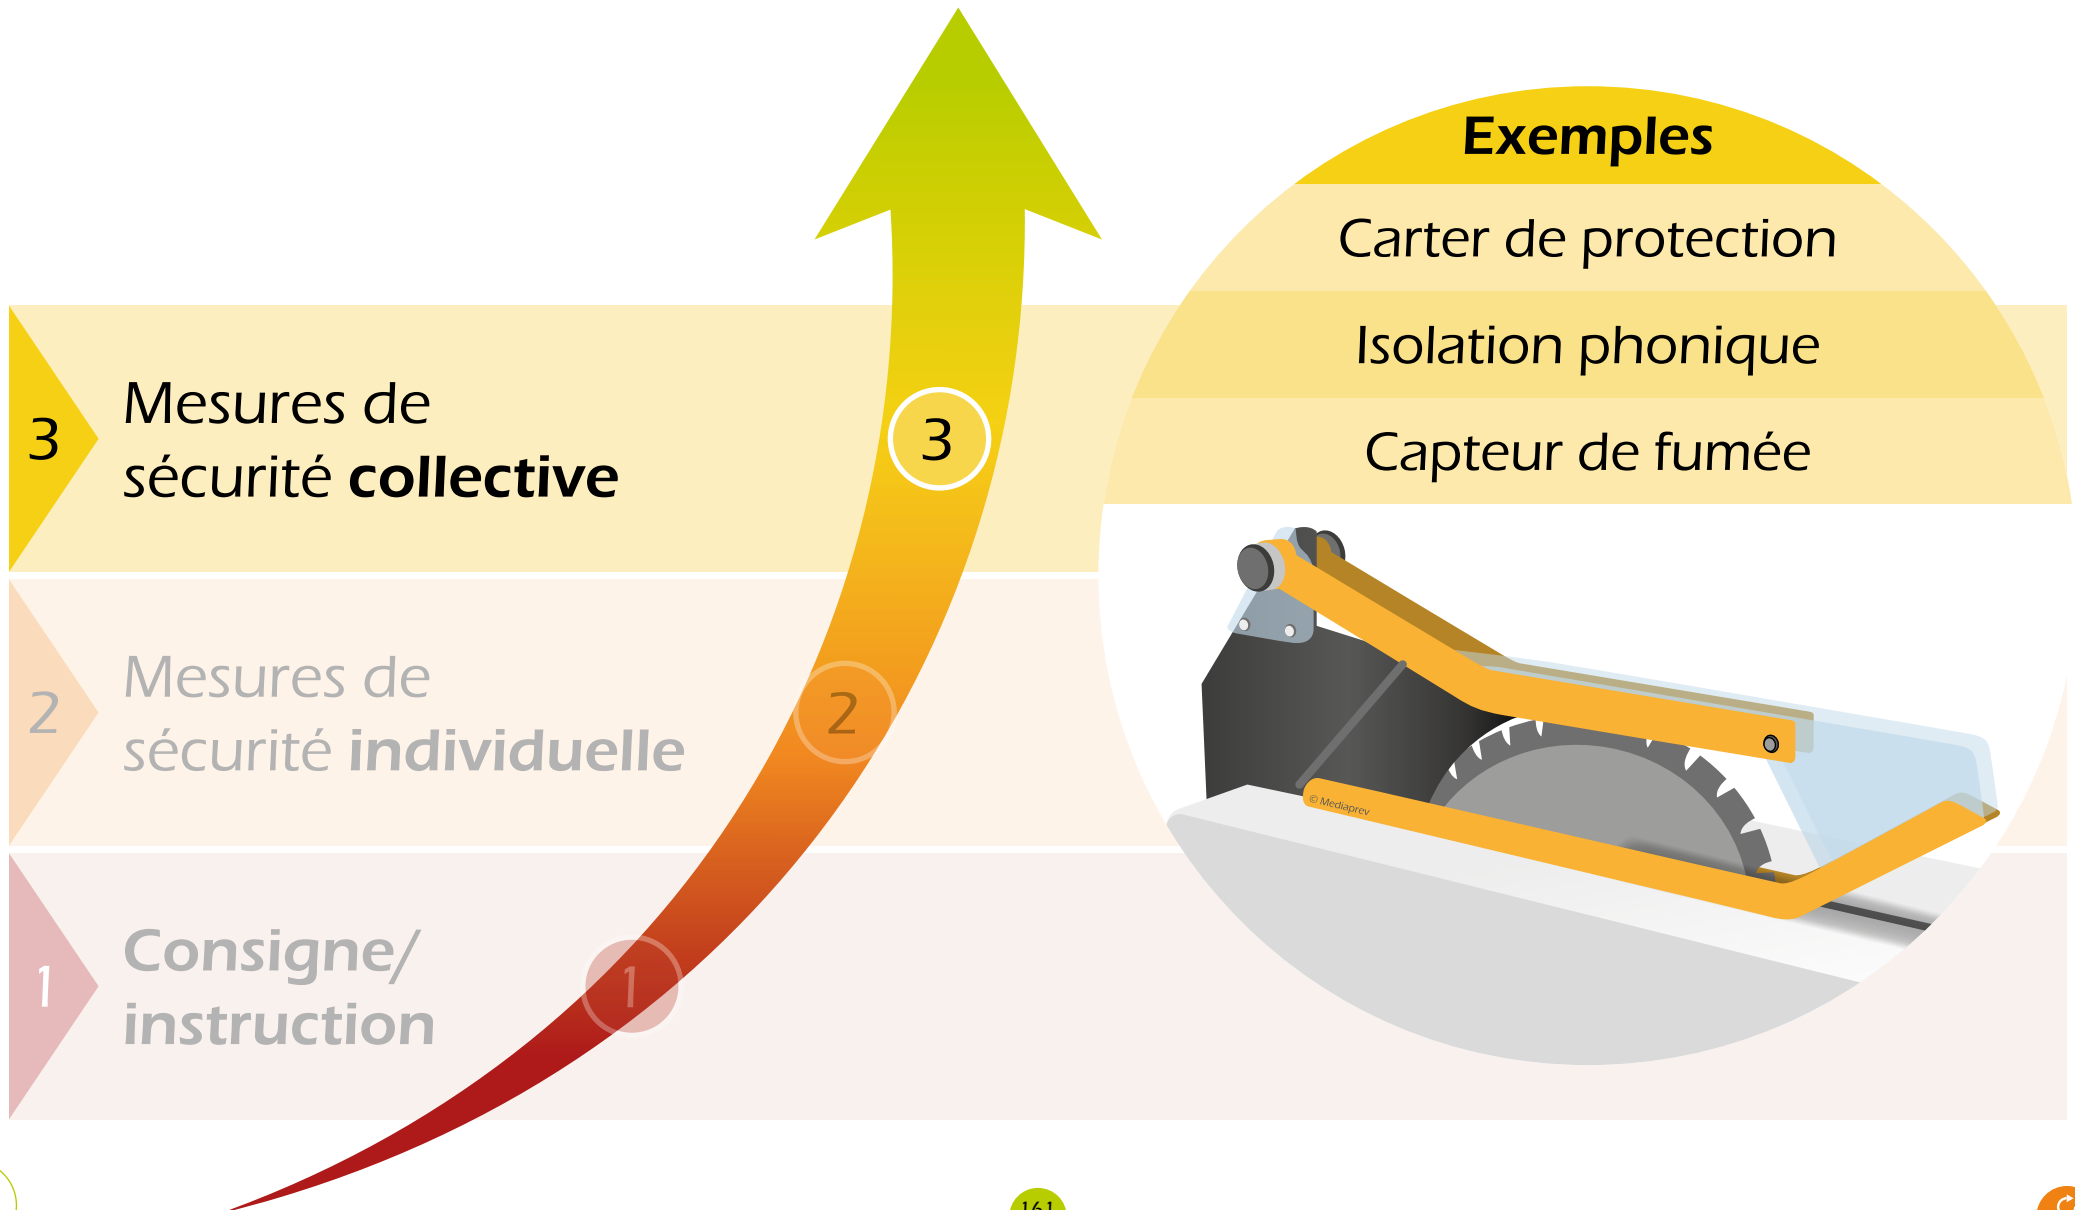 Exemples
Carter de protection
Isolation phonique
Capteur de fumée
3
Mesures de
sécurité collective
3
2
Mesures de
sécurité individuelle
2
1
Consigne/
instruction
1
© Mediaprev
161